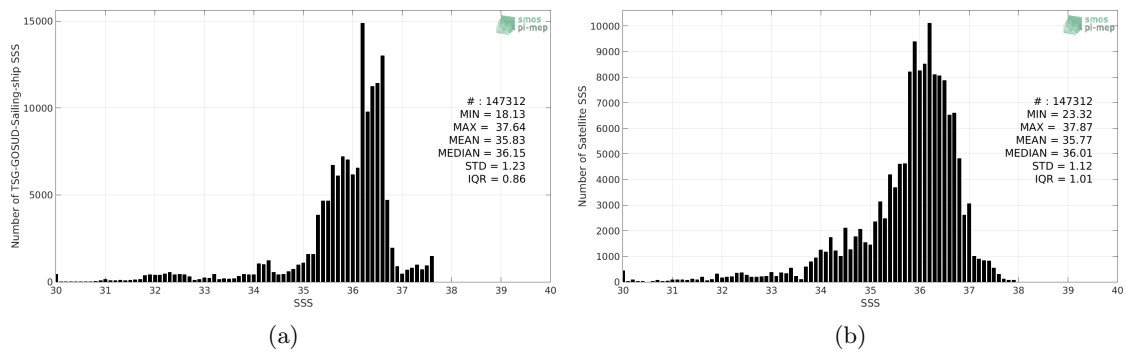 15000
10000
5000
0
Number of TSG-GOSUD-Sailing-ship SSS
smos
pi-mep
# : 147312
MIN = 18.13
MAX = 37.64
MEAN = 35.83
MEDIAN = 36.15
STD = 1.23
IQR = 0.86
30 31 32 33 34 35 36 37 38 39 40
SSS
(a)
10000
9000
8000
7000
6000
5000
4000
3000
2000
1000
0
Number of Satellite SSS
smos
pi-mep
# : 147312
MIN = 23.32
MAX = 37.87
MEAN = 35.77
MEDIAN = 36.01
STD = 1.12
IQR = 1.01
30 31 32 33 34 35 36 37 38 39 40
SSS
(b)